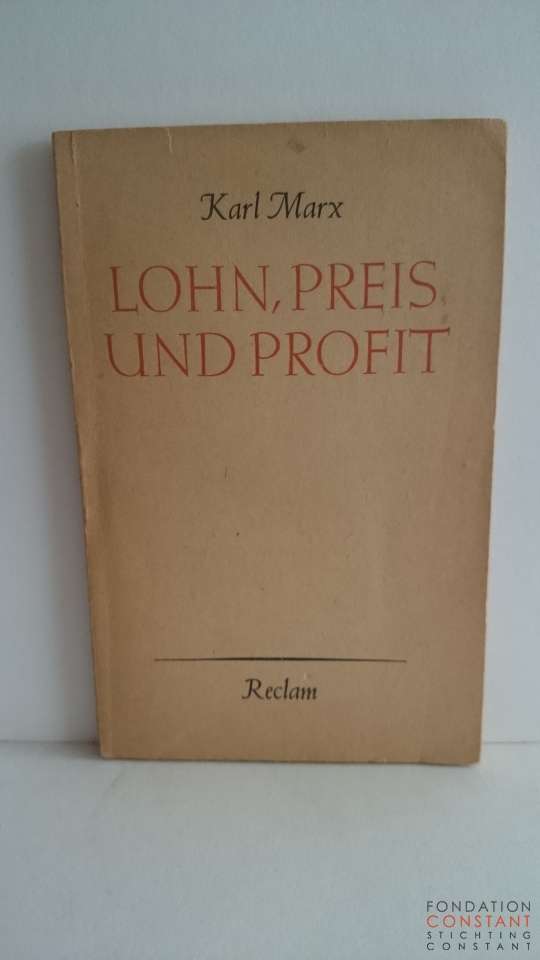 Karl Marx
LOHN, PREIS
UND PROFIT
Reclam
FONDATION
CONSTANT
STICHTING
CONSTANT